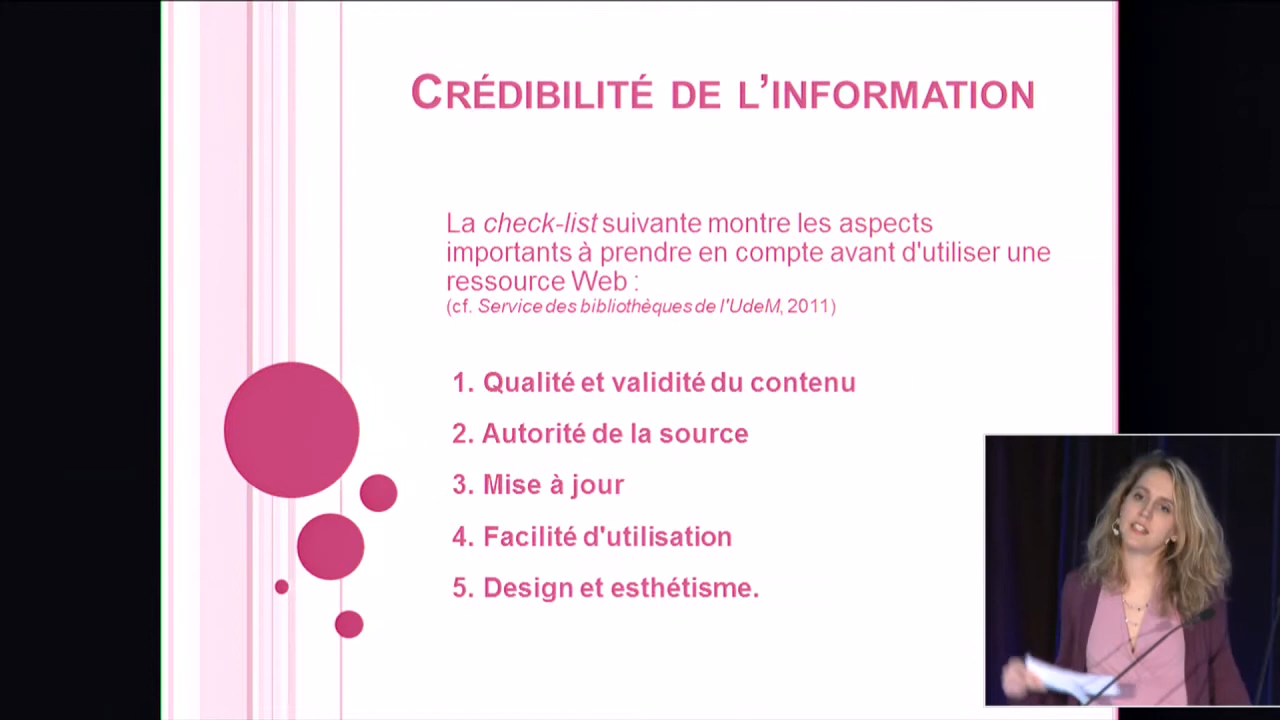 CRÉDIBILITÉ DE L'INFORMATION
La check-list suivante montre les aspects
importants à prendre en compte avant d'utiliser une
ressource Web :
(cf. Service des bibliothèques de l'UdeM, 2011)
1. Qualité et validité du contenu
2. Autorité de la source
3. Mise à jour
4. Facilité d'utilisation
5. Design et esthétisme.